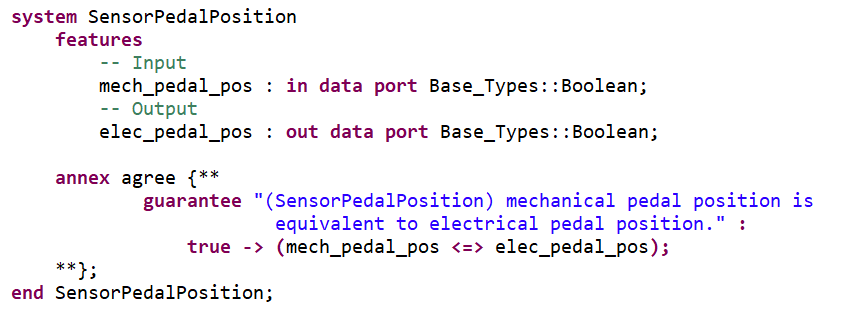 system SensorPedalPosition
features
-- Input
mech_pedal_pos : in data port Base_Types::Boolean;
-- Output
elec_pedal_pos : out data port Base_Types::Boolean;
annex agree {**
guarantee "(SensorPedalPosition) mechanical pedal position is
equivalent to electrical pedal position." :
true -> (mech_pedal_pos <=> elec_pedal_pos);
**};
end SensorPedalPosition;